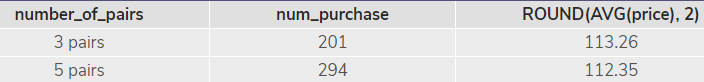 number_of_pairs num_purchase ROUND(AVG(price), 2)
3 pairs 201 113.26
5 pairs 294 112.35